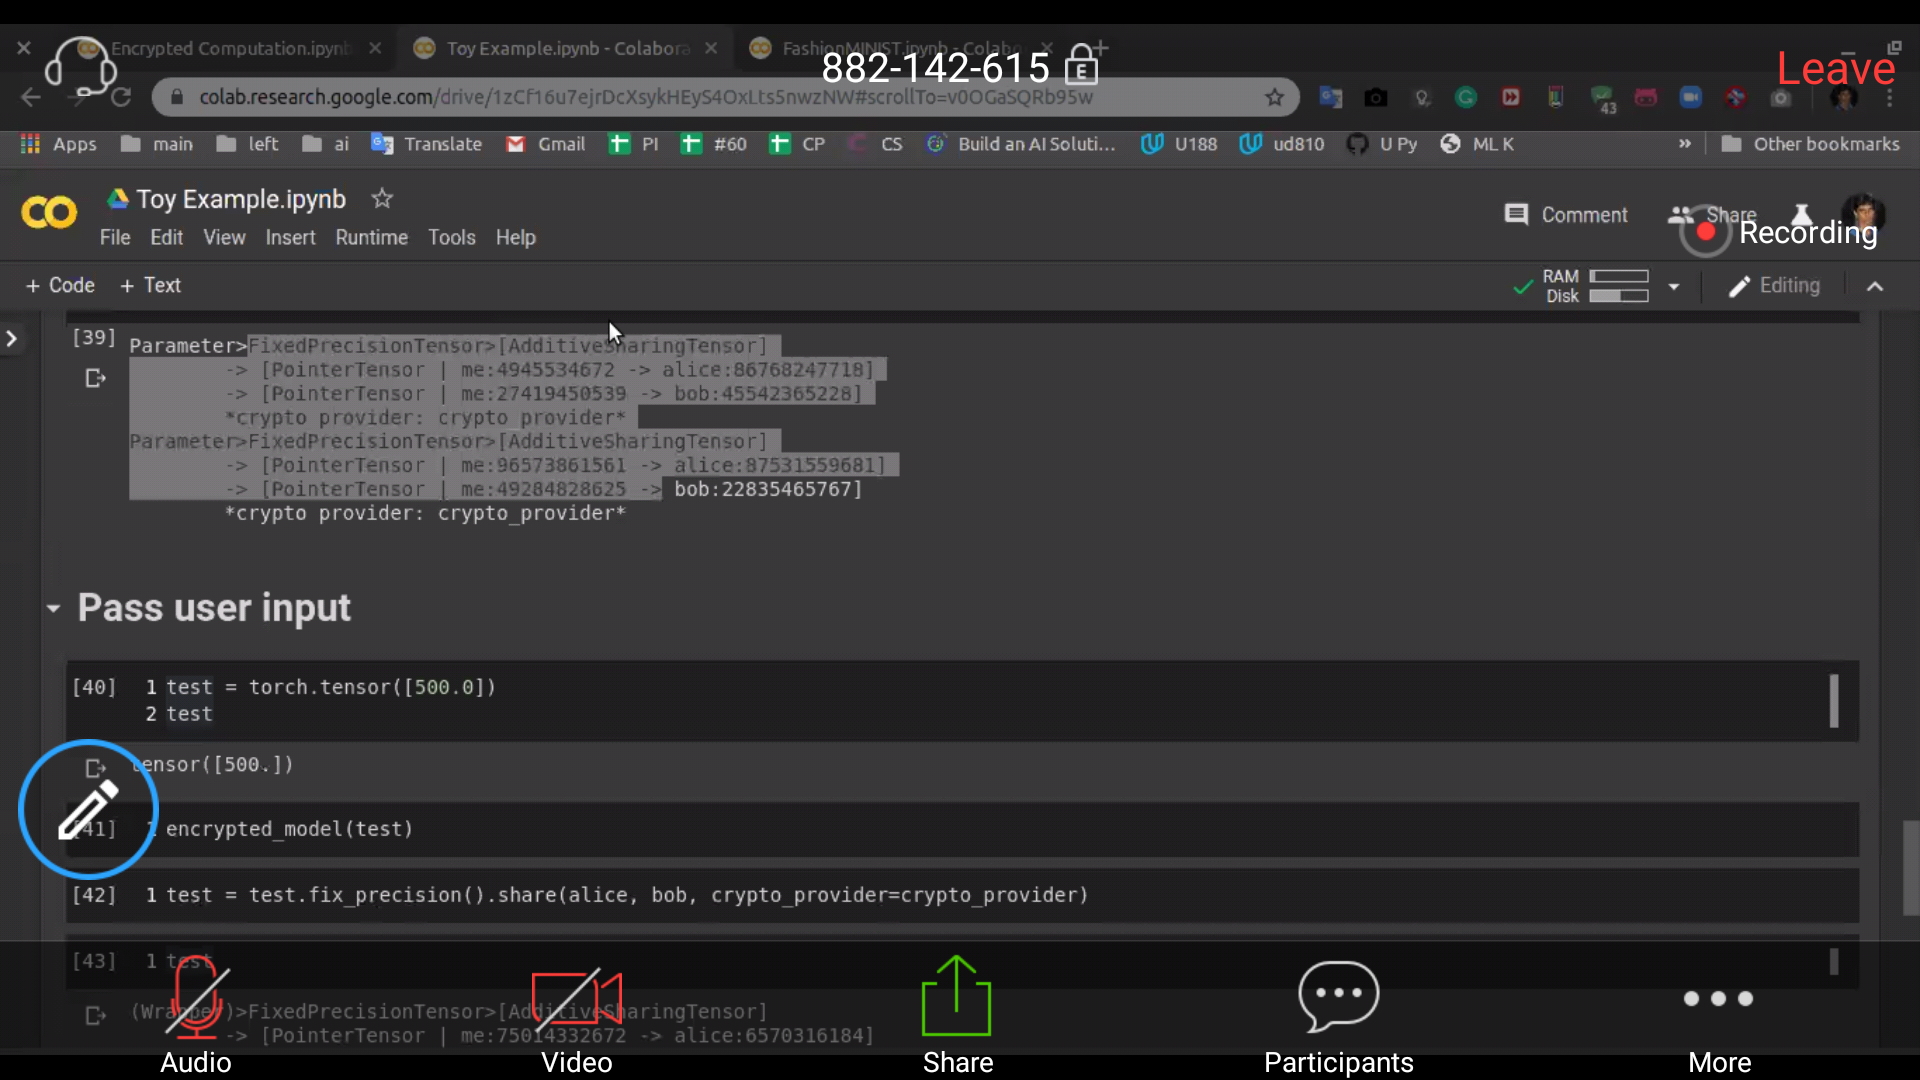 Encrypted Computation.ipynb
Toy Example.ipynb - Colabora
FashionMINIST.ipynb - Colabo
882-142-615
E
Leave
colab.research.google.com/drive/1zCf16u7ejrDcXsykHEyS4OxLts5nwzNW#scrollTo=v0OGaSQRb95w
43
Apps main left ai Translate Gmail PI #60 CP CS Build an AI Soluti... U188 ud810 U Py ML K » Other bookmarks
Toy Example.ipynb
Comment Share
Recording
File Edit View Insert Runtime Tools Help
+ Code + Text
RAM
Disk
Editing
[39]
Parameter>FixedPrecisionTensor>[AdditiveSharingTensor]
-> [PointerTensor | me:4945534672 -> alice:86768247718]
-> [PointerTensor | me:27419450539 -> bob:45542365228]
*crypto provider: crypto_provider*
Parameter>FixedPrecisionTensor>[AdditiveSharingTensor]
-> [PointerTensor | me:96573861561 -> alice:87531559681]
-> [PointerTensor | me:49284828625 -> bob:22835465767]
*crypto provider: crypto_provider*
Pass user input
[40] 1 test = torch.tensor([500.0])
2 test
tensor([500.])
[41] 1 encrypted_model(test)
[42] 1 test = test.fix_precision().share(alice, bob, crypto_provider=crypto_provider)
[43] 1 test
(Wrapper)>FixedPrecisionTensor>[AdditiveSharingTensor]
-> [PointerTensor | me:75014332672 -> alice:6570316184]
Audio Video Share Participants More